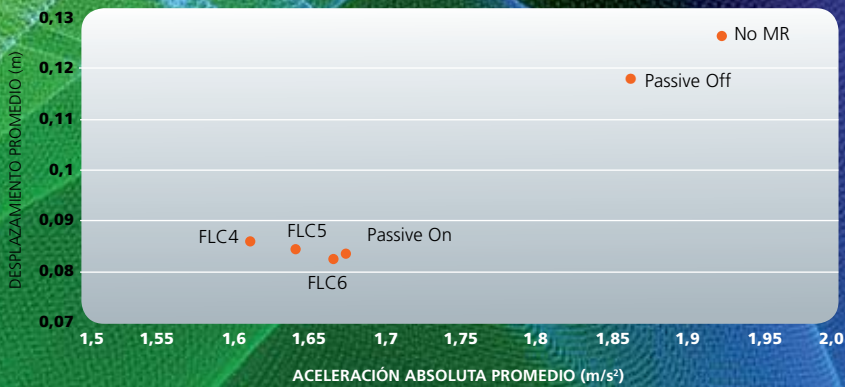 0,13
0,12
0,11
0,1
0,09
0,08
0,07
DESPLAZAMIENTO PROMEDIO (m)
No MR
Passive Off
FLC4
FLC5
Passive On
FLC6
1,5 1,55 1,6 1,65 1,7 1,75 1,8 1,85 1,9 1,95 2,0
ACELERACIÓN ABSOLUTA PROMEDIO (m/s²)